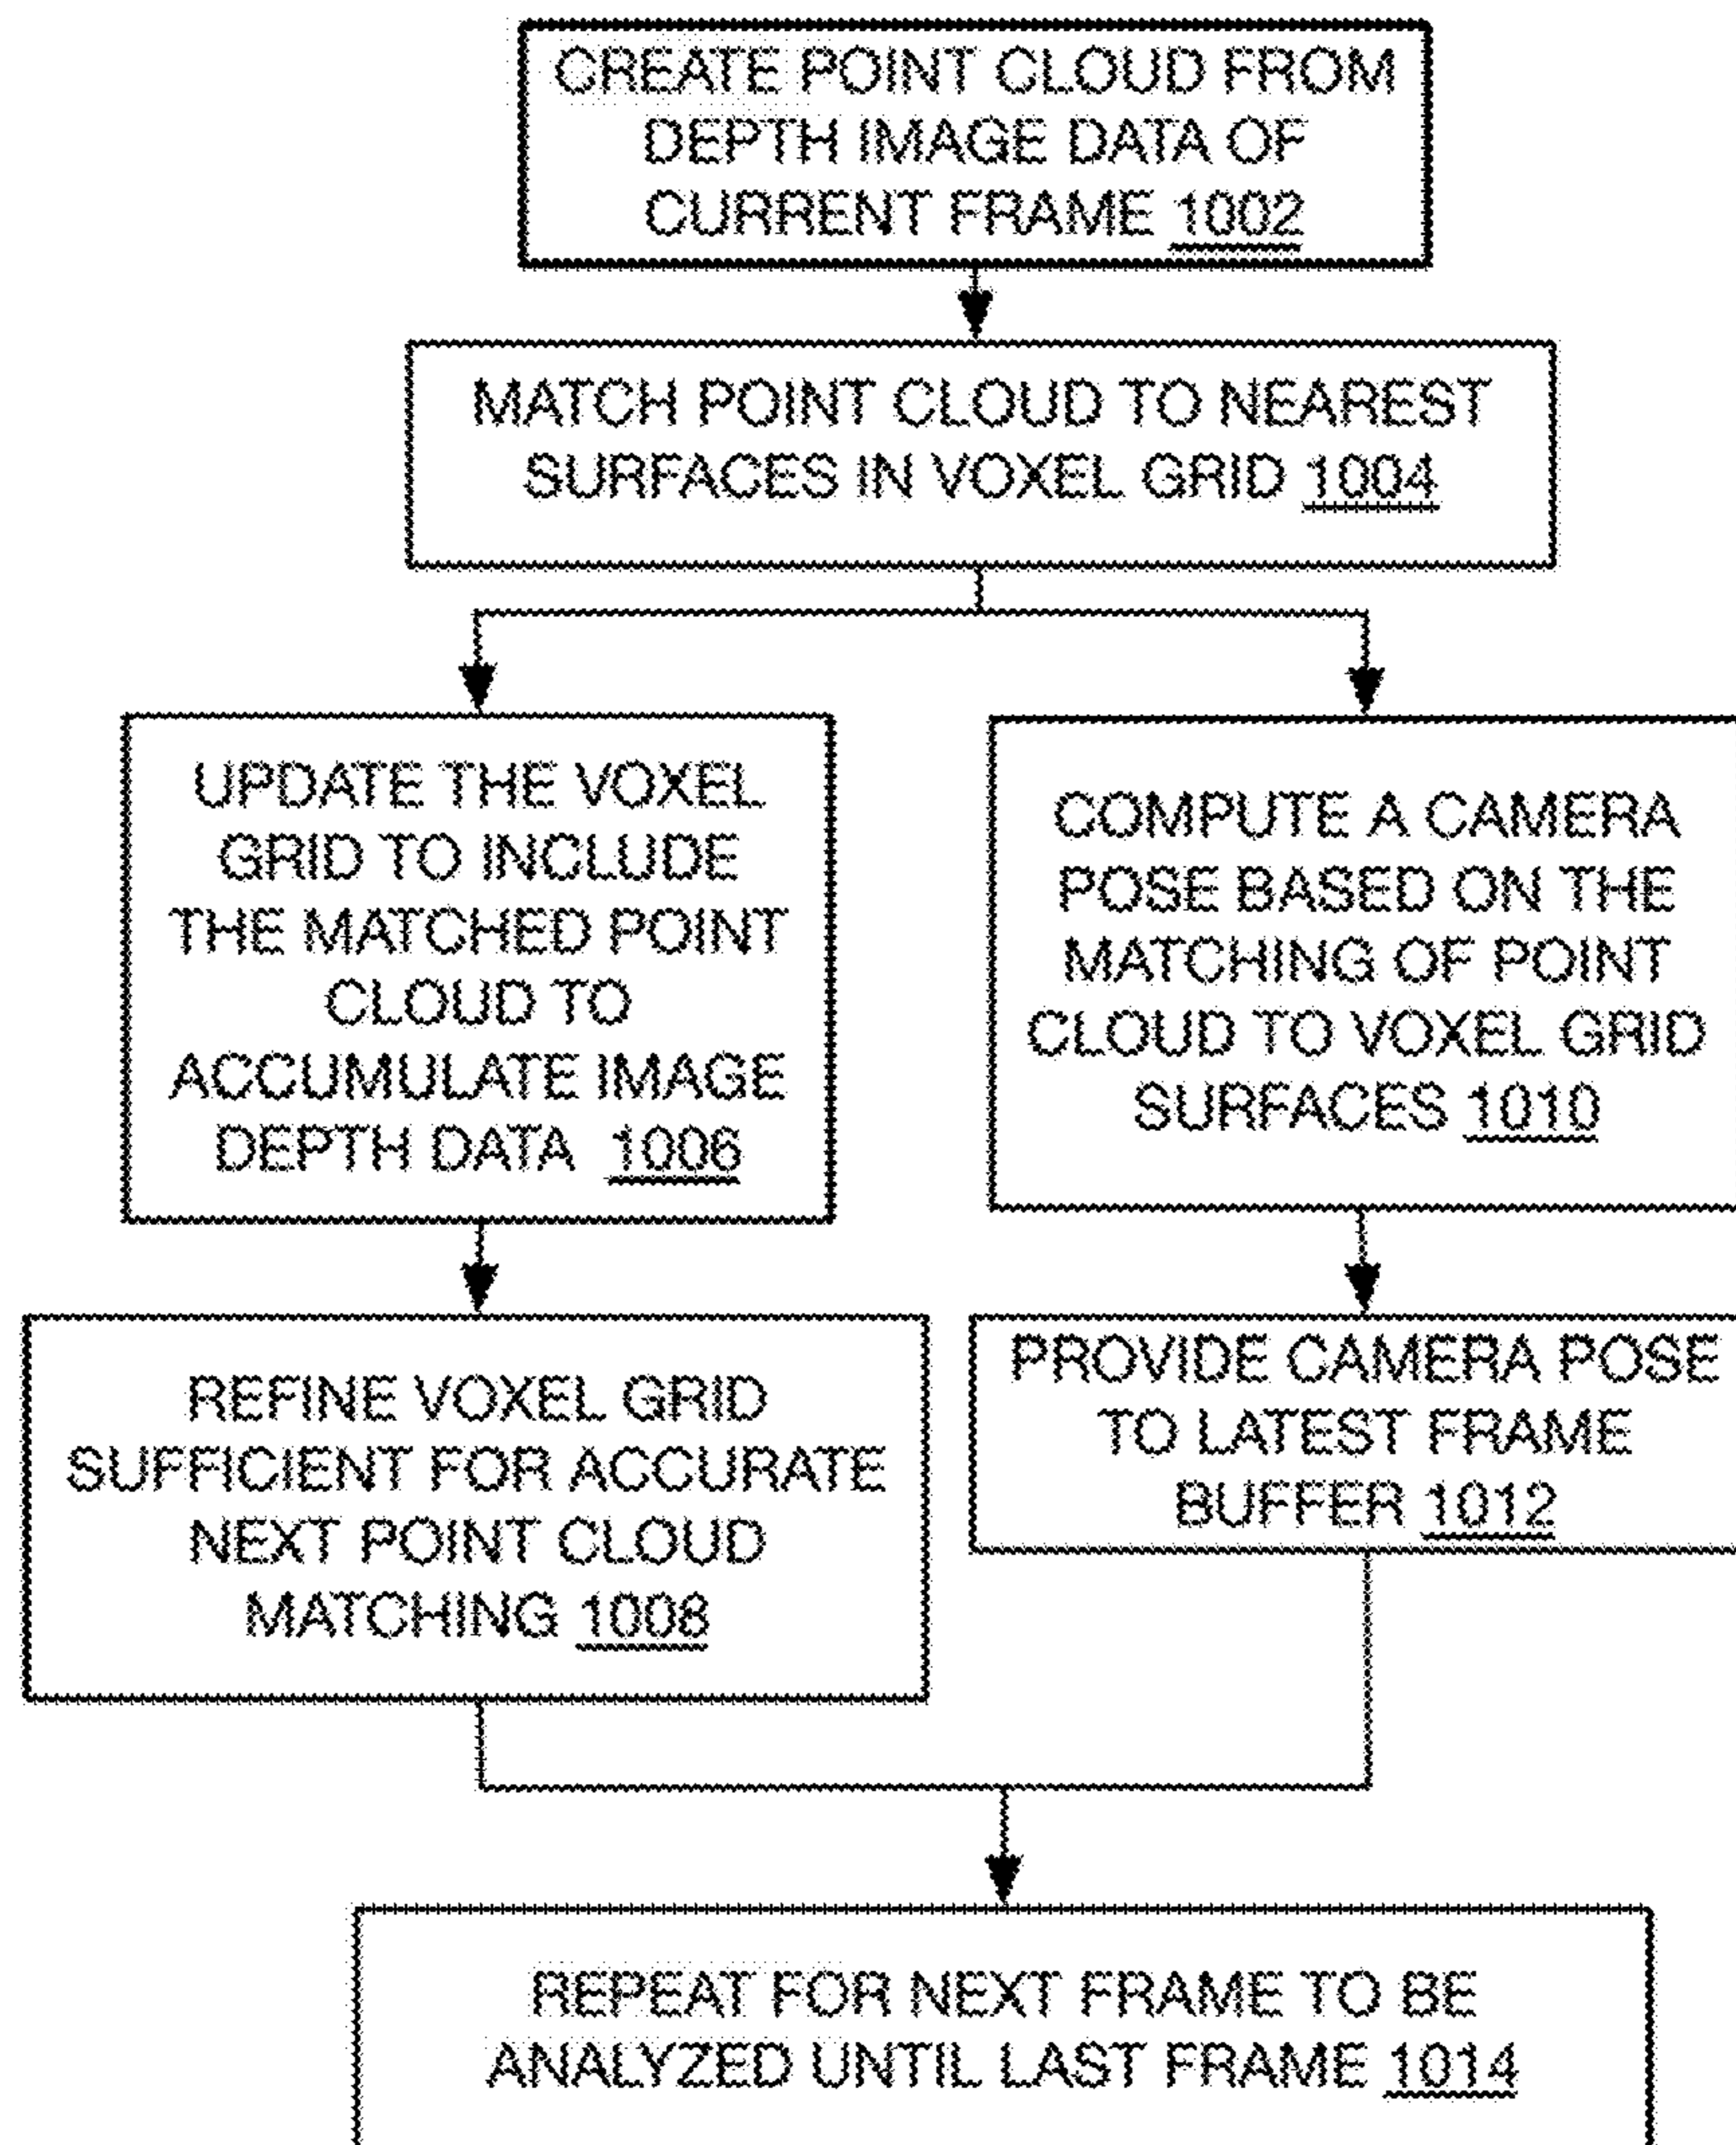 CREATE POINT CLOUD FROM
DEPTH IMAGE DATA OF
CURRENT FRAME 1002
MATCH POINT CLOUD TO NEAREST
SURFACES IN VOXEL GRID 1004
UPDATE THE VOXEL
GRID TO INCLUDE
THE MATCHED POINT
CLOUD TO
ACCUMULATE IMAGE
DEPTH DATA 1006
COMPUTE A CAMERA
POSE BASED ON THE
MATCHING OF POINT
CLOUD TO VOXEL GRID
SURFACES 1010
REFINE VOXEL GRID
SUFFICIENT FOR ACCURATE
NEXT POINT CLOUD
MATCHING 1008
PROVIDE CAMERA POSE
TO LATEST FRAME
BUFFER 1012
REPEAT FOR NEXT FRAME TO BE
ANALYZED UNTIL LAST FRAME 1014